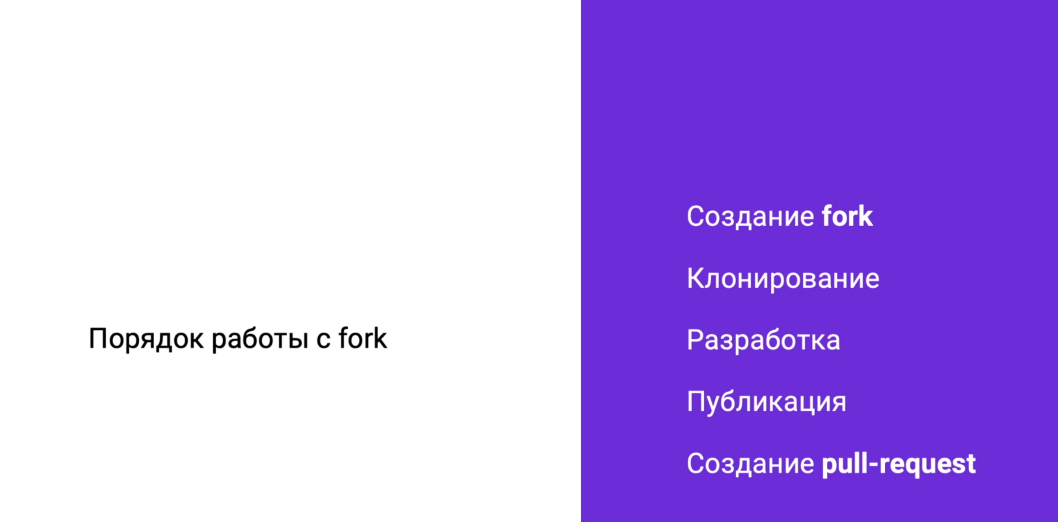 Порядок работы с fork
Создание fork
Клонирование
Разработка
Публикация
Создание pull-request